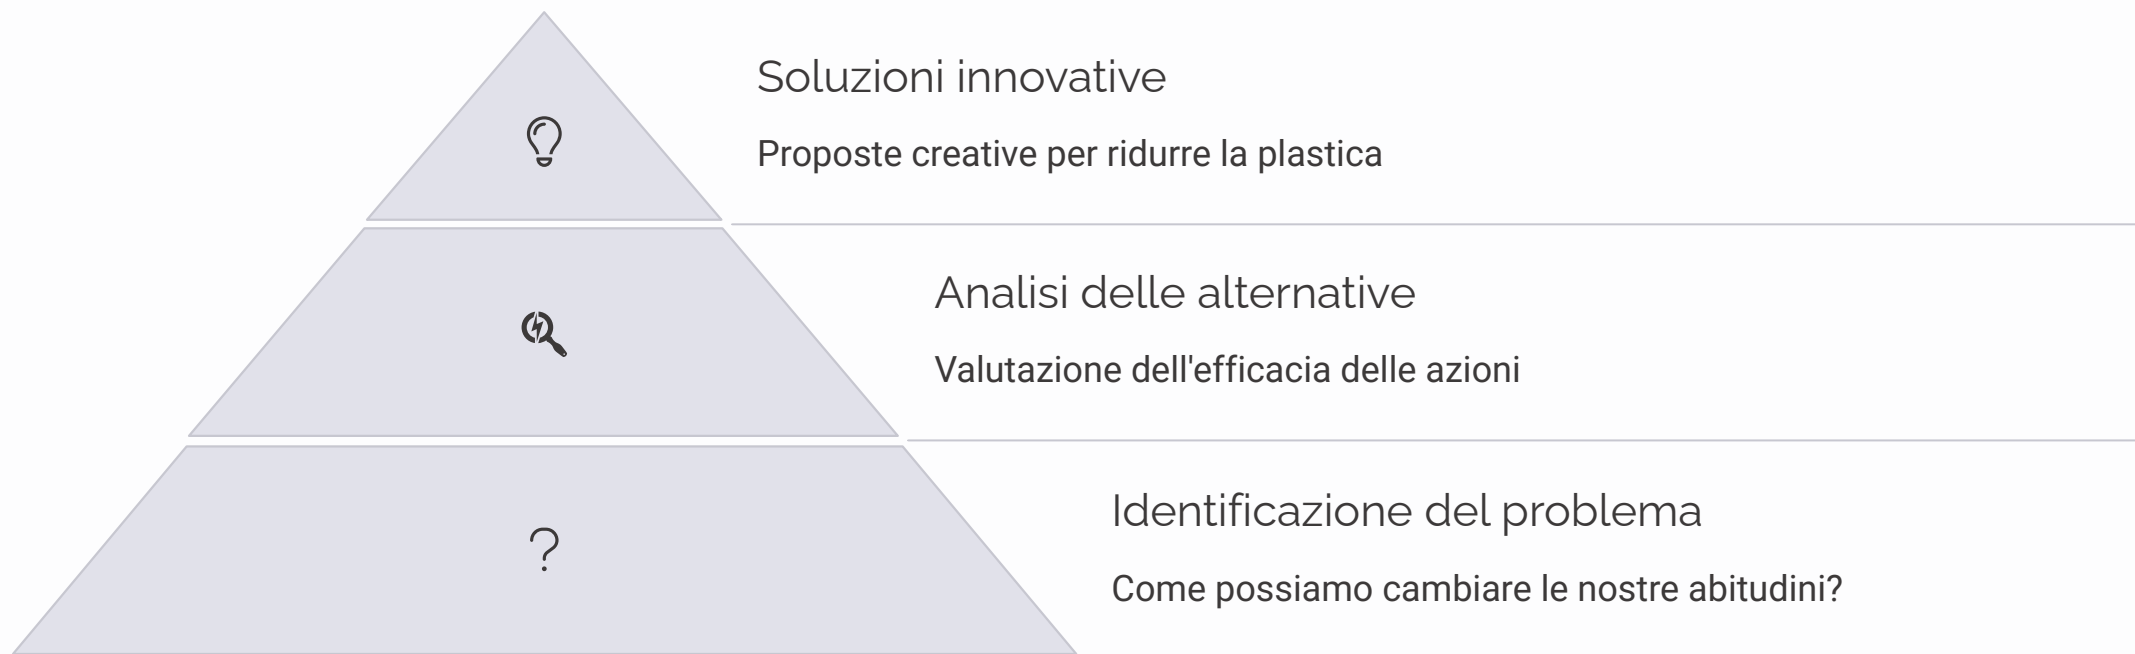 Soluzioni innovative
Proposte creative per ridurre la plastica
Analisi delle alternative
Valutazione dell'efficacia delle azioni
Identificazione del problema
Come possiamo cambiare le nostre abitudini?